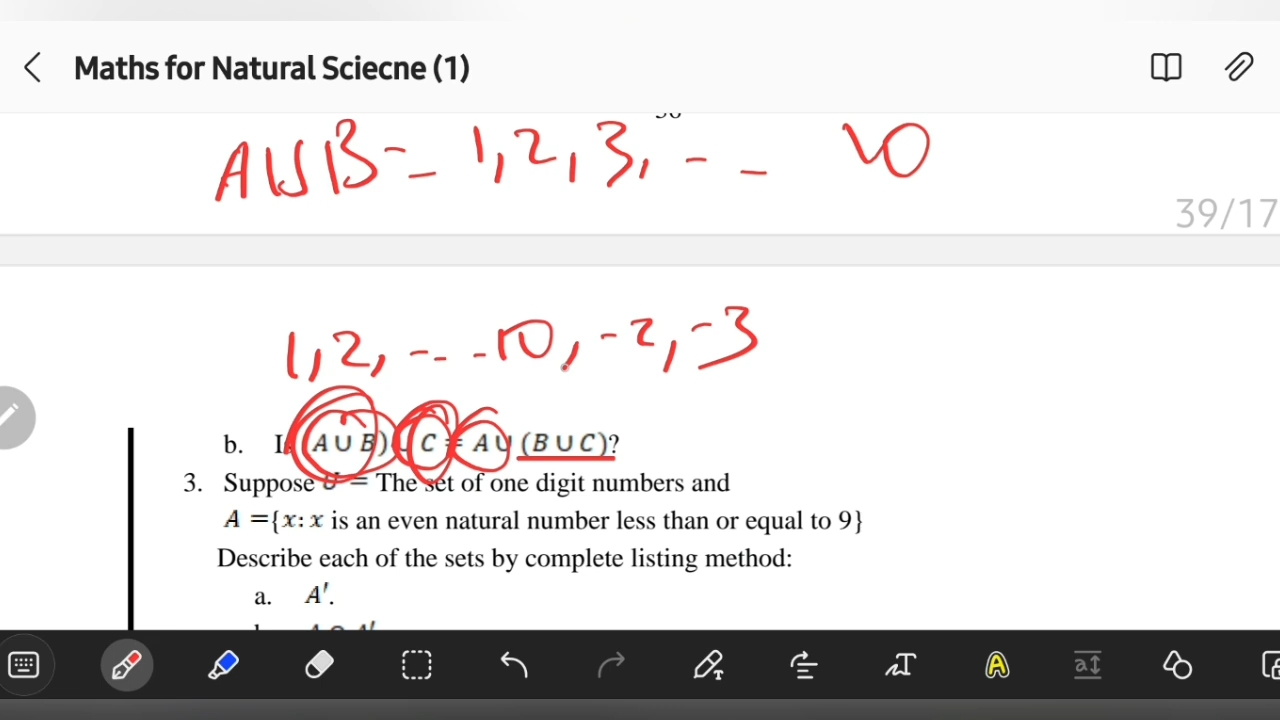 Maths for Natural Sciecne (1)
A∪B = 1, 2, 3, - - 10
39/17
1, 2, - - - 10, -2, -3
b. Is (A ∪ B) ∪ C = A ∪ (B ∪ C)?
3. Suppose U = The set of one digit numbers and
A ={x: x is an even natural number less than or equal to 9}
Describe each of the sets by complete listing method:
a. A′.